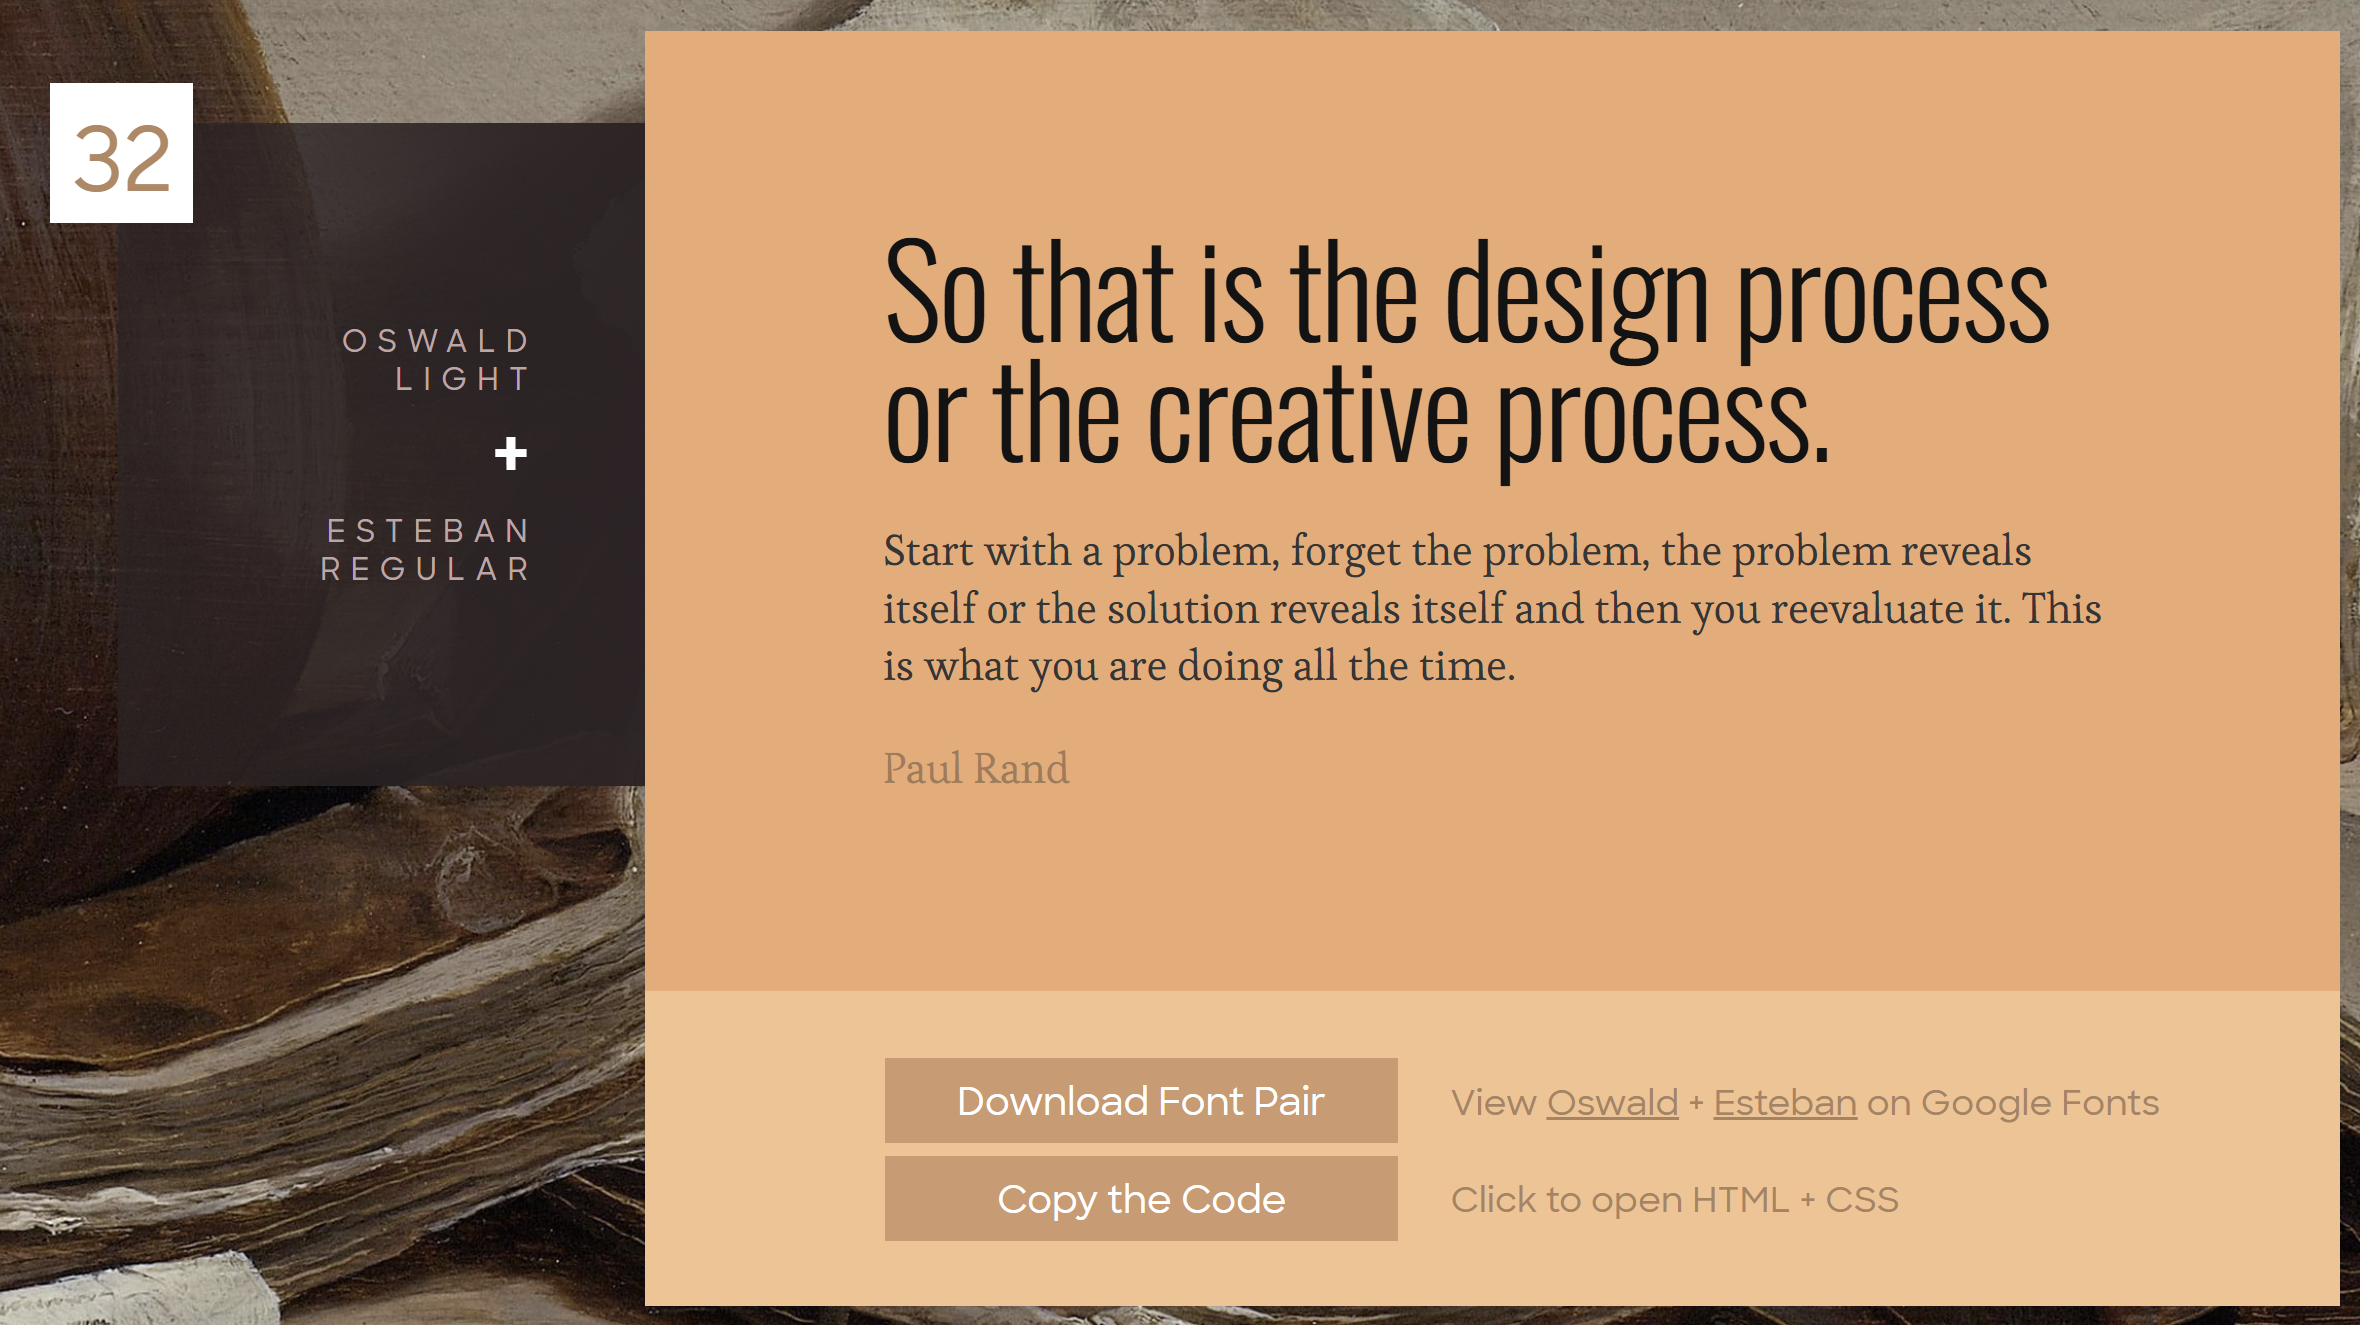 32
OSWALD
LIGHT
+
ESTEBAN
REGULAR
So that is the design process
or the creative process.
Start with a problem, forget the problem, the problem reveals
itself or the solution reveals itself and then you reevaluate it. This
is what you are doing all the time.
Paul Rand
Download Font Pair
View Oswald + Esteban on Google Fonts
Copy the Code
Click to open HTML + CSS